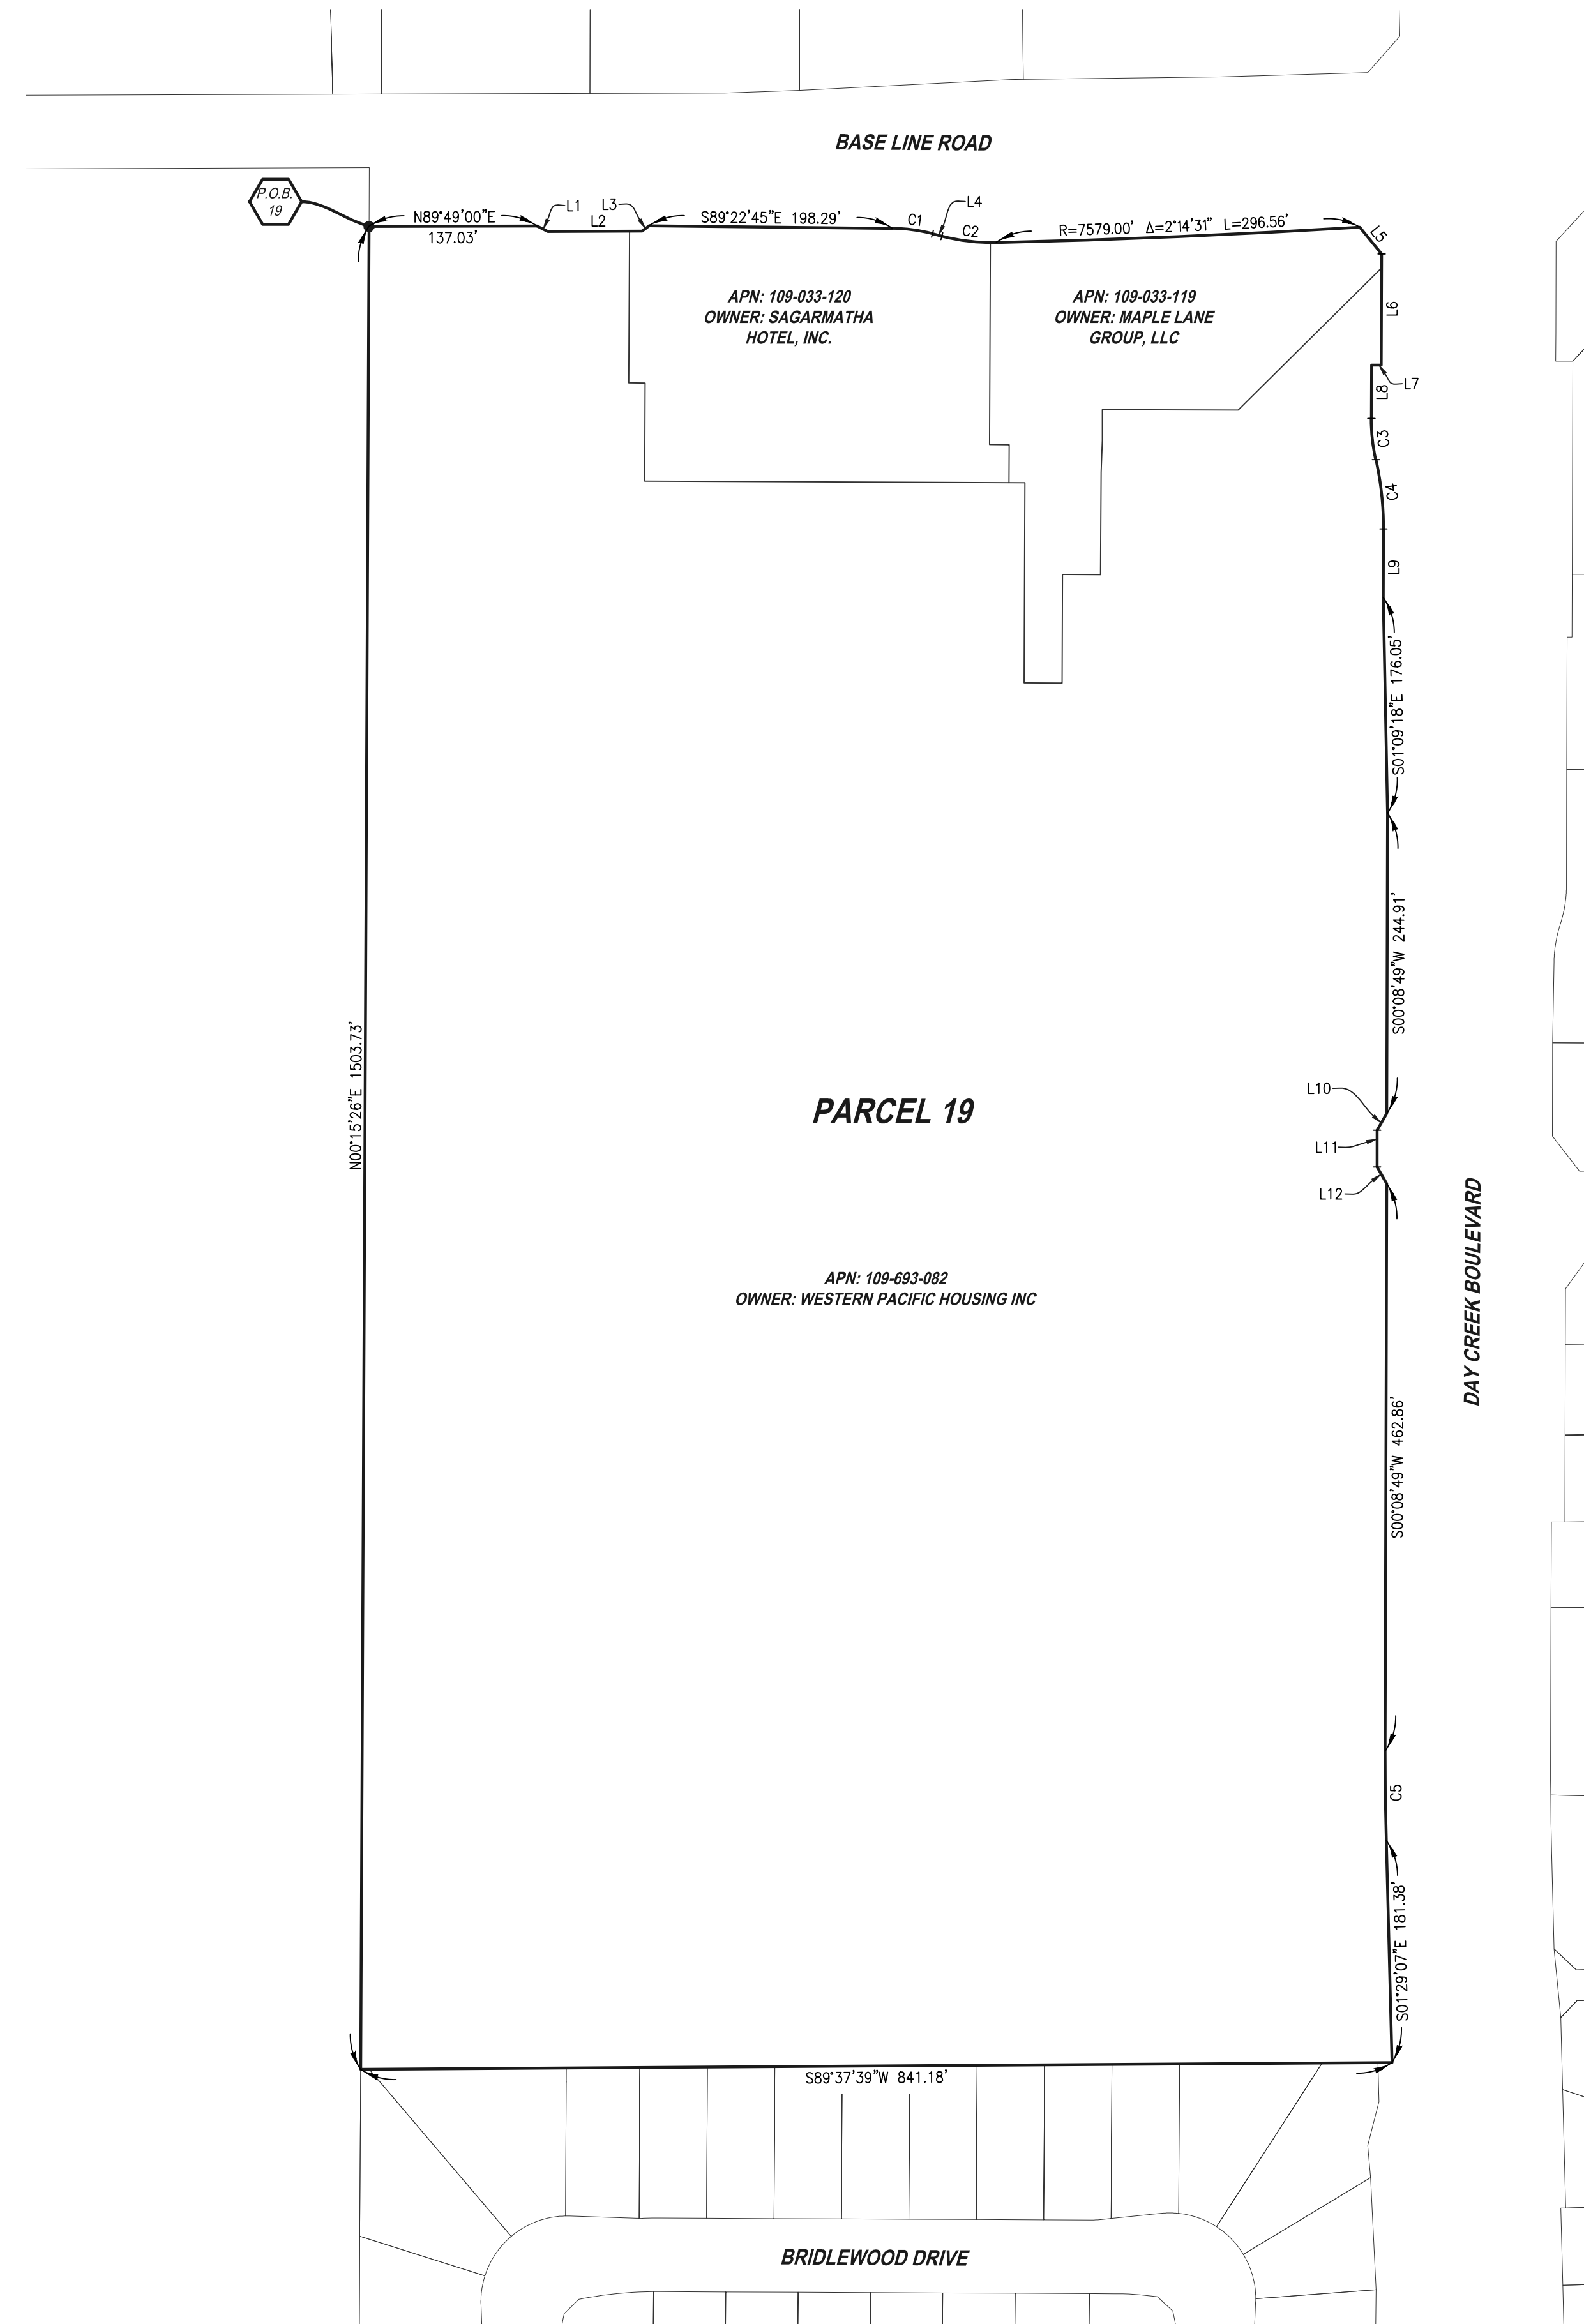 BASE LINE ROAD
P.O.B.
19
N89°49'00"E
137.03'
L1
L2
L3
S89°22'45"E 198.29'
C1
L4
C2
R=7579.00' Δ=2°14'31" L=296.56'
L5
APN: 109-033-120
OWNER: SAGARMATHA
HOTEL, INC.
APN: 109-033-119
OWNER: MAPLE LANE
GROUP, LLC
L6
L7
L8
C3
C4
L9
S01°09'18"E 176.05'
S00°08'49"W 244.91'
N00°15'26"E 1503.73'
L10
PARCEL 19
L11
L12
DAY CREEK BOULEVARD
APN: 109-693-082
OWNER: WESTERN PACIFIC HOUSING INC
S00°08'49"W 462.86'
C5
S01°29'07"E 181.38'
S89°37'39"W 841.18'
BRIDLEWOOD DRIVE